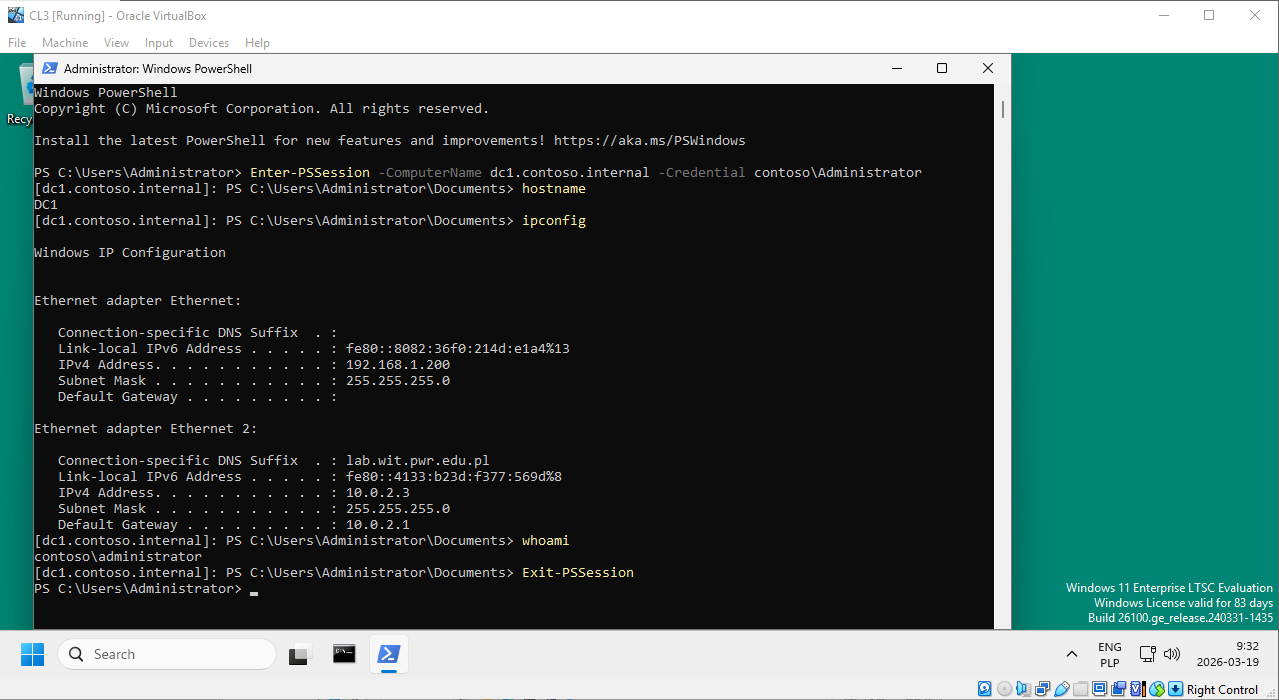 CL3 [Running] - Oracle VirtualBox
File Machine View Input Devices Help
Recy
Administrator: Windows PowerShell
Windows PowerShell
Copyright (C) Microsoft Corporation. All rights reserved.
Install the latest PowerShell for new features and improvements! https://aka.ms/PSWindows
PS C:\Users\Administrator> Enter-PSSession -ComputerName dc1.contoso.internal -Credential contoso\Administrator
[dc1.contoso.internal]: PS C:\Users\Administrator\Documents> hostname
DC1
[dc1.contoso.internal]: PS C:\Users\Administrator\Documents> ipconfig
Windows IP Configuration
Ethernet adapter Ethernet:
Connection-specific DNS Suffix  . :
Link-local IPv6 Address . . . . . : fe80::8082:36f0:214d:e1a4%13
IPv4 Address. . . . . . . . . . . : 192.168.1.200
Subnet Mask . . . . . . . . . . . : 255.255.255.0
Default Gateway . . . . . . . . . :
Ethernet adapter Ethernet 2:
Connection-specific DNS Suffix  . : lab.wit.pwr.edu.pl
Link-local IPv6 Address . . . . . : fe80::4133:b23d:f377:569d%8
IPv4 Address. . . . . . . . . . . : 10.0.2.3
Subnet Mask . . . . . . . . . . . : 255.255.255.0
Default Gateway . . . . . . . . . : 10.0.2.1
[dc1.contoso.internal]: PS C:\Users\Administrator\Documents> whoami
contoso\administrator
[dc1.contoso.internal]: PS C:\Users\Administrator\Documents> Exit-PSSession
PS C:\Users\Administrator>
Windows 11 Enterprise LTSC Evaluation
Windows License valid for 83 days
Build 26100.ge_release.240331-1435
Search
ENG
PLP
9:32
2026-03-19
Right Control